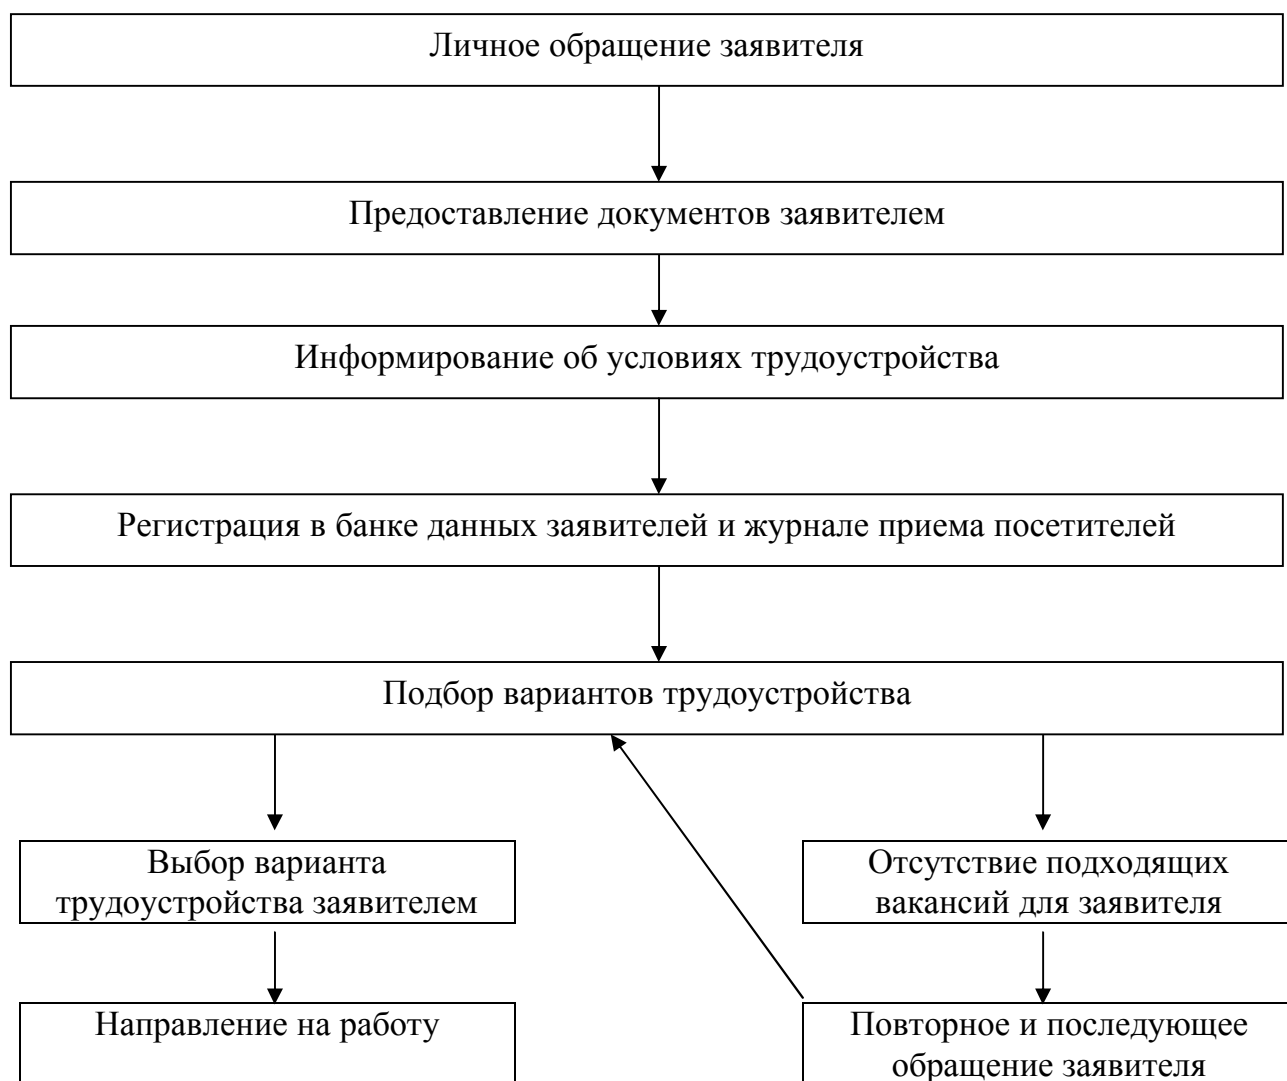 Личное обращение заявителя
Предоставление документов заявителем
Информирование об условиях трудоустройства
Регистрация в банке данных заявителей и журнале приема посетителей
Подбор вариантов трудоустройства
Выбор варианта
трудоустройства заявителем
Отсутствие подходящих
вакансий для заявителя
Направление на работу
Повторное и последующее
обращение заявителя